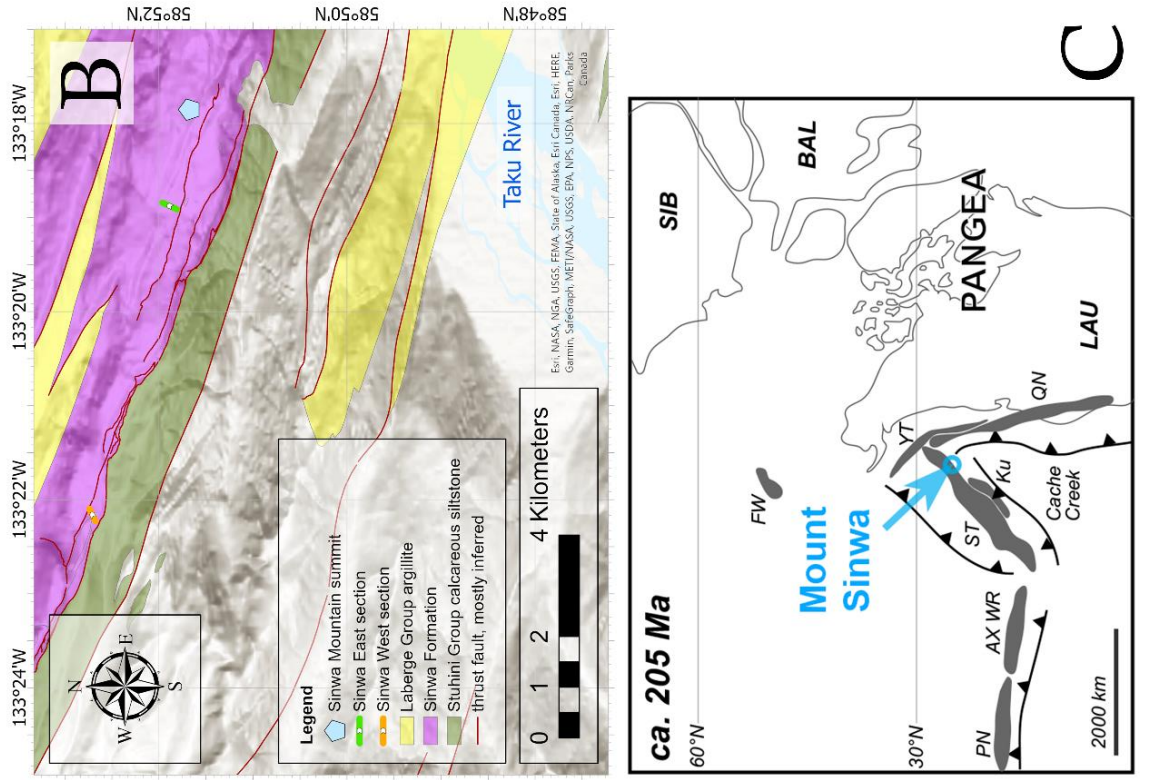 B
133°24'W
133°22'W
133°20'W
133°18'W
58°52'N
58°50'N
58°48'N
N
W
E
S
Taku River
Legend
Sinwa Mountain summit
Sinwa East section
Sinwa West section
Laberge Group argillite
Sinwa Formation
Stuhini Group calcareous siltstone
thrust fault, mostly inferred
0 1 2 4 Kilometers
Esri, NASA, NGA, USGS, FEMA, State of Alaska, Esri Canada, Esri, HERE,
Garmin, SafeGraph, METI/NASA, USGS, EPA, NPS, USDA, NRCan, Parks
Canada
C
ca. 205 Ma
60°N
SIB
BAL
FW
Mount
Sinwa
YT
PANGEA
30°N
ST
Ku
QN
LAU
PN
AX WR
Cache
Creek
2000 km